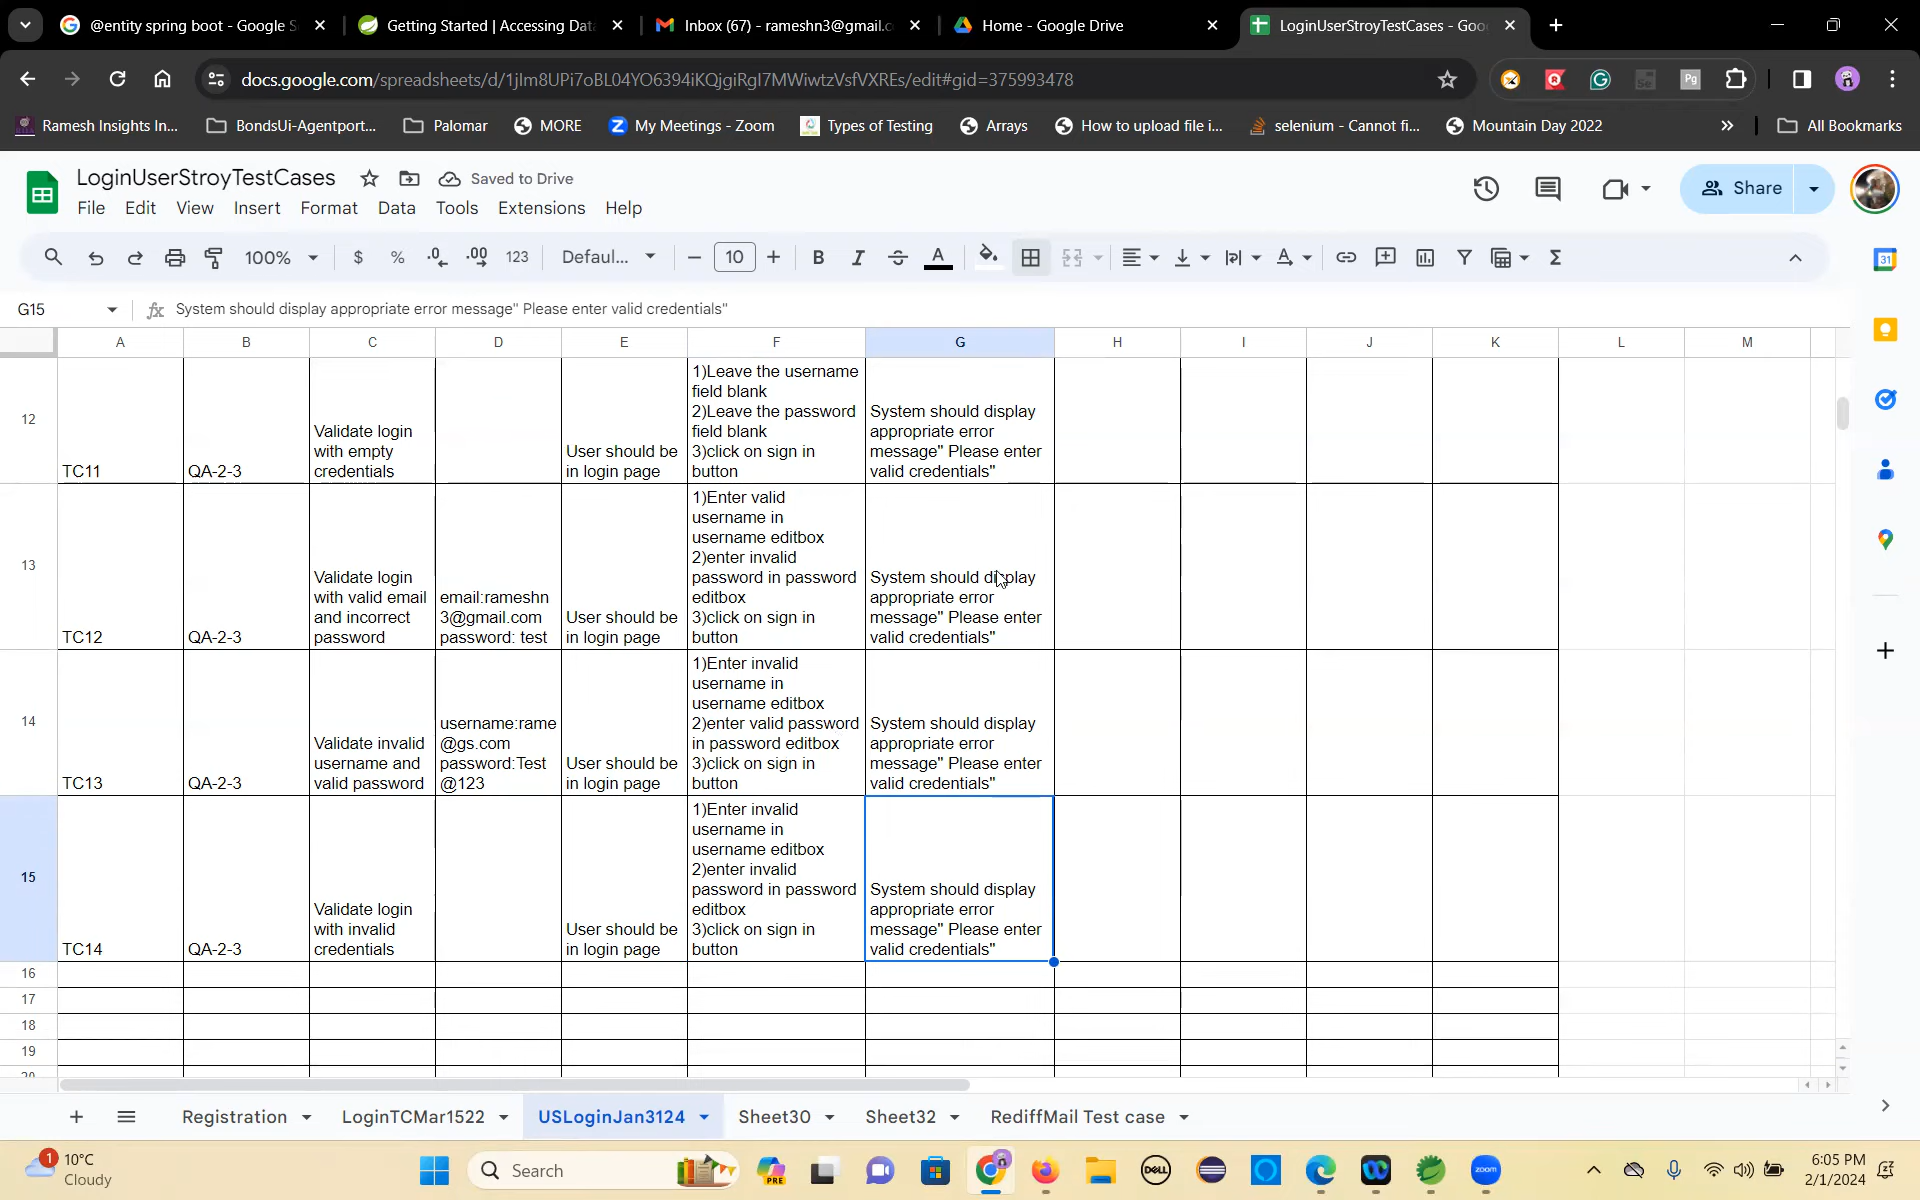 @entity spring boot - Google S
Getting Started | Accessing Dat
Inbox (67) - rameshn3@gmail.c
Home - Google Drive
LoginUserStroyTestCases - Goo
docs.google.com/spreadsheets/d/1jIm8UPi7oBL04YO6394iKQjgiRgI7MWiwtzVsfVXREs/edit#gid=375993478
Ramesh Insights In...
BondsUi-Agentport...
Palomar
MORE
My Meetings - Zoom
Types of Testing
Arrays
How to upload file i...
selenium - Cannot fi...
Mountain Day 2022
All Bookmarks
LoginUserStroyTestCases
Saved to Drive
File Edit View Insert Format Data Tools Extensions Help
Share
100% $ % .0 .00 123 Defaul... 10 B I A
31
G15
System should display appropriate error message" Please enter valid credentials"
A B C D E F G H I J K L M
12
TC11
QA-2-3
Validate login
with empty
credentials
User should be
in login page
1)Leave the username
field blank
2)Leave the password
field blank
3)click on sign in
button
System should display
appropriate error
message" Please enter
valid credentials"
13
TC12
QA-2-3
Validate login
with valid email
and incorrect
password
email:rameshn
3@gmail.com
password: test
User should be
in login page
1)Enter valid
username in
username editbox
2)enter invalid
password in password
editbox
3)click on sign in
button
System should display
appropriate error
message" Please enter
valid credentials"
14
TC13
QA-2-3
Validate invalid
username and
valid password
username:rame
@gs.com
password:Test
@123
User should be
in login page
1)Enter invalid
username in
username editbox
2)enter valid password
in password editbox
3)click on sign in
button
System should display
appropriate error
message" Please enter
valid credentials"
15
TC14
QA-2-3
Validate login
with invalid
credentials
User should be
in login page
1)Enter invalid
username in
username editbox
2)enter invalid
password in password
editbox
3)click on sign in
button
System should display
appropriate error
message" Please enter
valid credentials"
16
17
18
19
20
Registration
LoginTCMar1522
USLoginJan3124
Sheet30
Sheet32
RediffMail Test case
1
10°C
Cloudy
Search
PRE
DELL
zoom
6:05 PM
2/1/2024